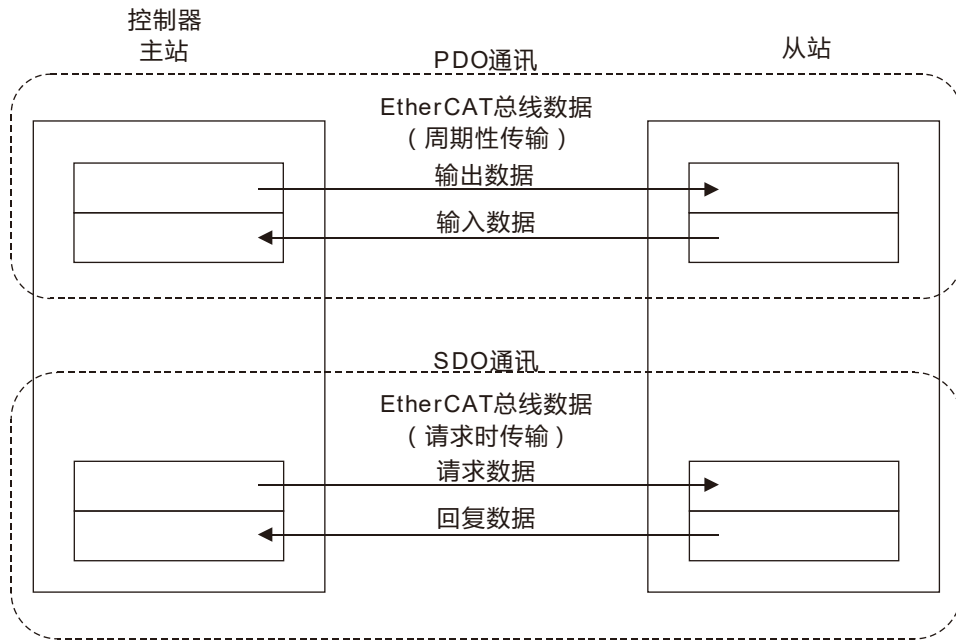 控制器
主站
从站
PDO通讯
EtherCAT总线数据
（周期性传输）
输出数据
输入数据
SDO通讯
EtherCAT总线数据
（请求时传输）
请求数据
回复数据